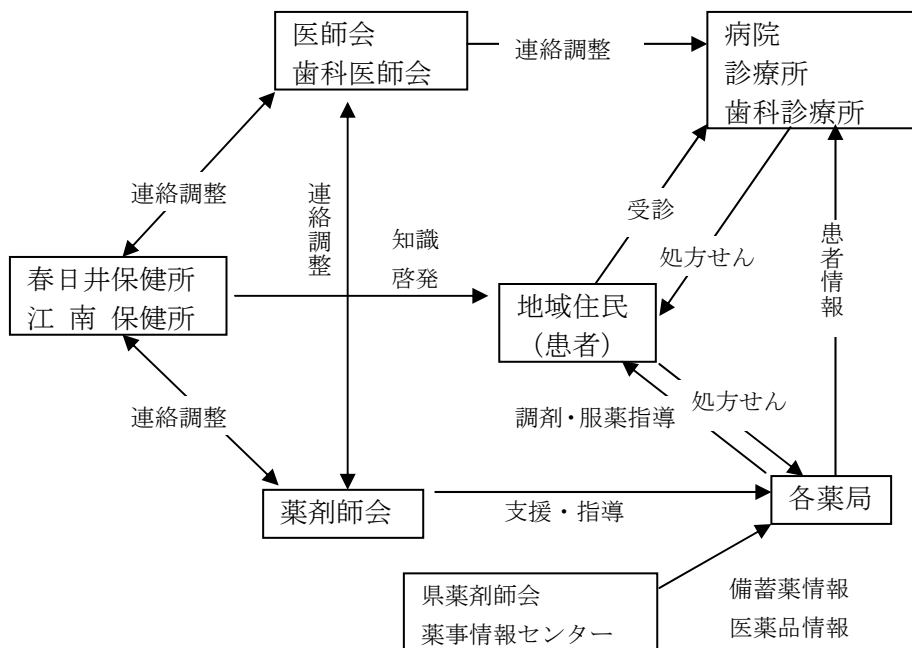 医師会
歯科医師会
連絡調整
病院
診療所
歯科診療所
連絡調整
連絡調整
受診
処方せん
患者情報
知識
啓発
春日井保健所
江 南 保健所
地域住民
（患者）
連絡調整
調剤・服薬指導
処方せん
薬剤師会
支援・指導
各薬局
県薬剤師会
薬事情報センター
備蓄薬情報
医薬品情報